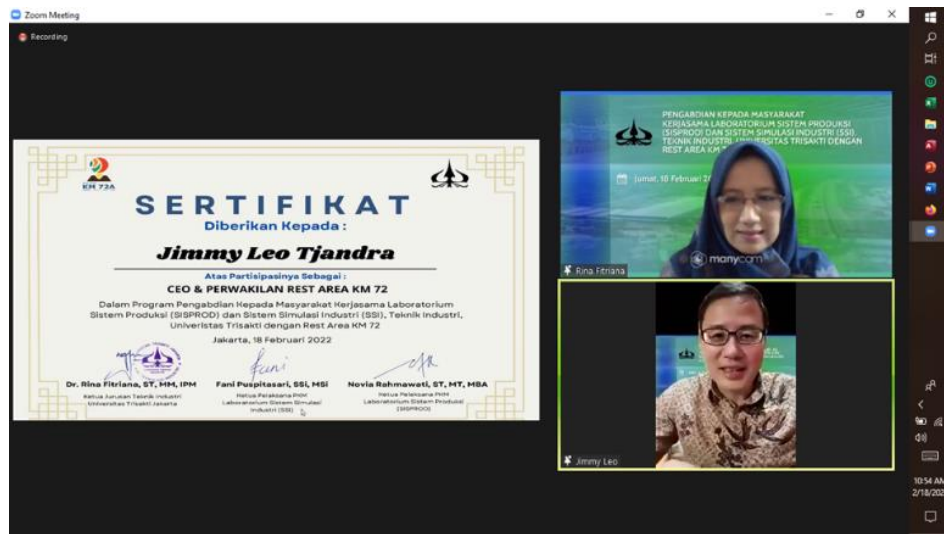 Zoom Meeting
Recording
KM 72A
SERTIFIKAT
Diberikan Kepada :
Jimmy Leo Tjandra
Atas Partisipasinya Sebagai :
CEO & PERWAKILAN REST AREA KM 72
Dalam Program Pengabdian Kepada Masyarakat Kerjasama Laboratorium
Sistem Produksi (SISPROD) dan Sistem Simulasi Industri (SSI), Teknik Industri,
Univeristas Trisakti dengan Rest Area KM 72
Jakarta, 18 Februari 2022
Dr. Rina Fitriana, ST, MM, IPM
Ketua Jurusan Teknik Industri
Universitas Trisakti Jakarta
Fani Puspitasari, SSi, MSi
Ketua Pelaksana PKM
Laboratorium Sistem Simulasi
Industri (SSI)
Novia Rahmawati, ST, MT, MBA
Ketua Pelaksana PKM
Laboratorium Sistem Produksi
(SISPROD)
PENGABDIAN KEPADA MASYARAKAT
KERJASAMA LABORATORIUM SISTEM PRODUKSI
(SISPROD) DAN SISTEM SIMULASI INDUSTRI (SSI),
TEKNIK INDUSTRI, UNIVERSITAS TRISAKTI DENGAN
REST AREA KM
Jumat, 18 Februari
manycam
Rina Fitriana
Jimmy Leo
10:54 AM
2/18/202